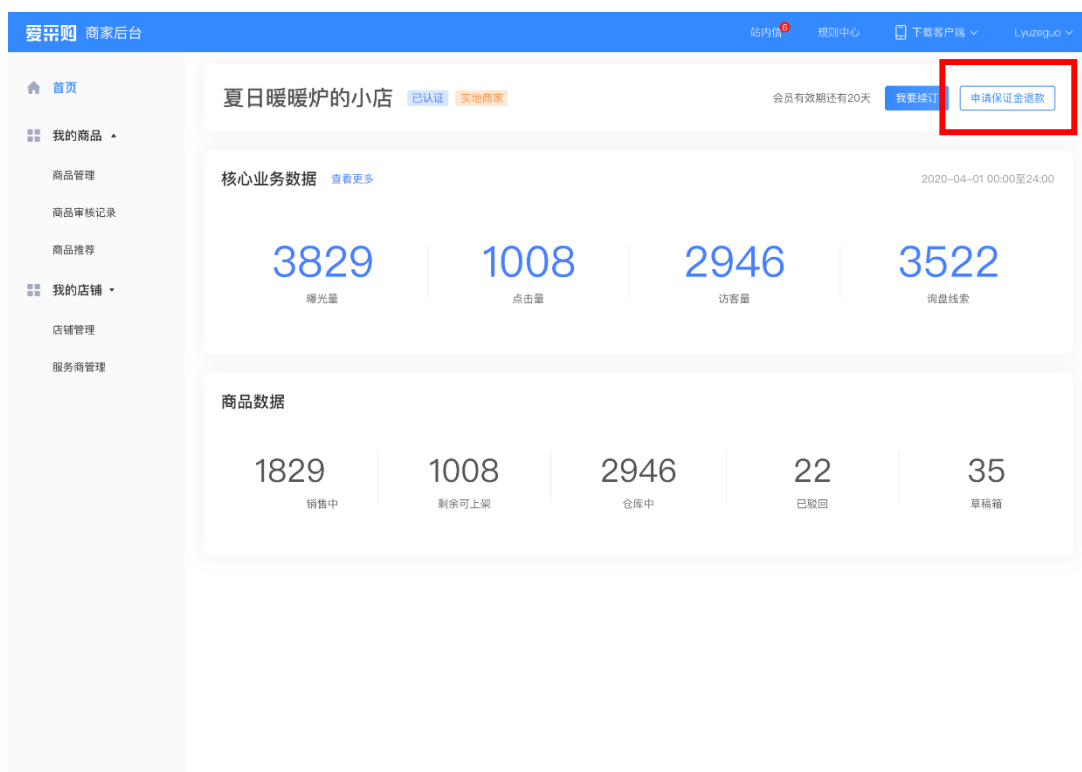 爱采购 商家后台 站内信 6 规则中心 下载客户端 Lyuzeguo
首页
我的商品
商品管理
商品审核记录
商品推荐
我的店铺
店铺管理
服务商管理
夏日暖暖炉的小店 已认证 实地商家 会员有效期还有20天 我要续订 申请保证金退款
核心业务数据 查看更多 2020-04-01 00:00至24:00
3829 1008 2946 3522
曝光量 点击量 访客量 询盘线索
商品数据
1829 1008 2946 22 35
销售中 剩余可上架 仓库中 已驳回 草稿箱